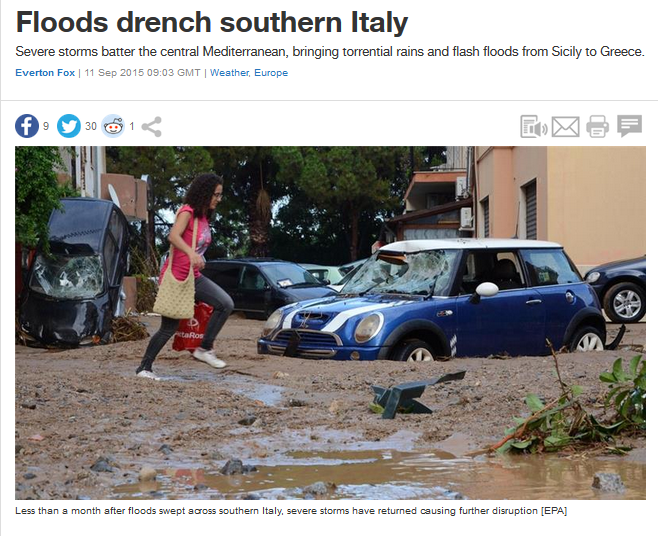 Floods drench southern Italy
Severe storms batter the central Mediterranean, bringing torrential rains and flash floods from Sicily to Greece.
Everton Fox | 11 Sep 2015 09:03 GMT | Weather, Europe
9 30 1
etaRos
Less than a month after floods swept across southern Italy, severe storms have returned causing further disruption [EPA]